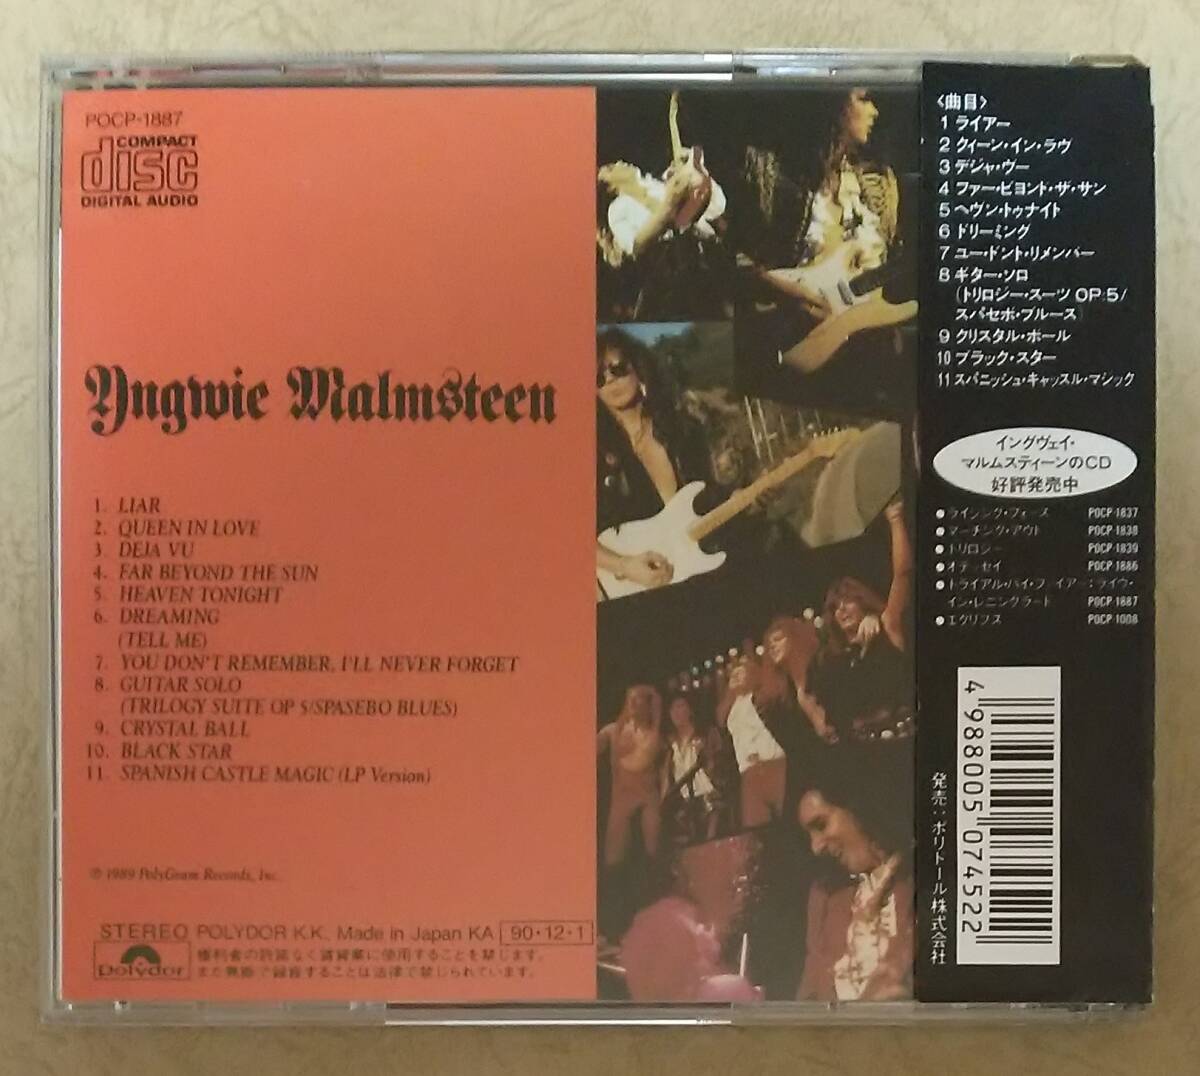 POCP-1887
COMPACT
disc
DIGITAL AUDIO
Yngwie Malmsteen
1. LIAR
2. QUEEN IN LOVE
3. DEJA VU
4. FAR BEYOND THE SUN
5. HEAVEN TONIGHT
6. DREAMING
(TELL ME)
7. YOU DON'T REMEMBER, I'LL NEVER FORGET
8. GUITAR SOLO
(TRILOGY SUITE OP 5/SPASEBO BLUES)
9. CRYSTAL BALL
10. BLACK STAR
11. SPANISH CASTLE MAGIC (LP Version)
℗ 1989 PolyGram Records, Inc.
STEREO POLYDOR K.K. Made in Japan KA 90・12・1
Polydor
権利者の許諾なく賃貸業に使用することを禁じます。
また無断で録音することは法律で禁じられています。
〈曲目〉
1 ライアー
2 クィーン・イン・ラヴ
3 デジャ・ヴー
4 ファー・ビヨンド・ザ・サン
5 ヘヴン・トゥナイト
6 ドリーミング
7 ユー・ドント・リメンバー
8 ギター・ソロ
(トリロジー・スーツ OP:5/
スパセボ・ブルース)
9 クリスタル・ボール
10 ブラック・スター
11 スパニッシュ・キャッスル・マジック
イングヴェイ・
マルムスティーンのCD
好評発売中
●ライジング・フォース POCP-1837
●マーチング・アウト POCP-1838
●トリロジー POCP-1839
●オデッセイ POCP-1886
●トライアル・バイ・ファイアー:ライヴ・
イン・レニングラード POCP-1887
●エクリプス POCP-1008
4 988005 074522
発売:ポリドール株式会社